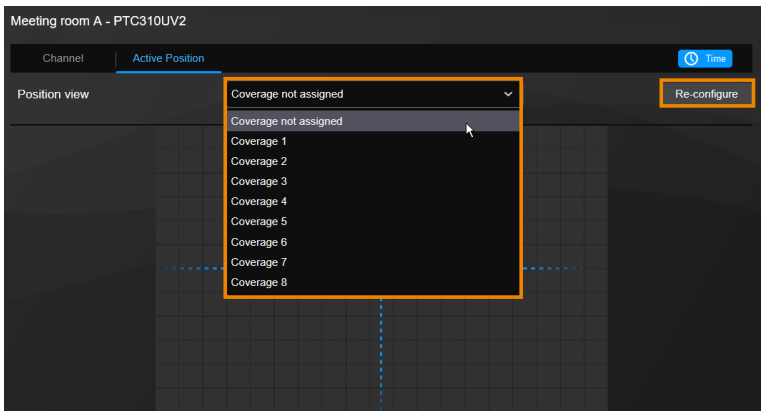 Meeting room A - PTC310UV2
Channel
Active Position
Time
Position view
Coverage not assigned
Re-configure
Coverage not assigned
Coverage 1
Coverage 2
Coverage 3
Coverage 4
Coverage 5
Coverage 6
Coverage 7
Coverage 8